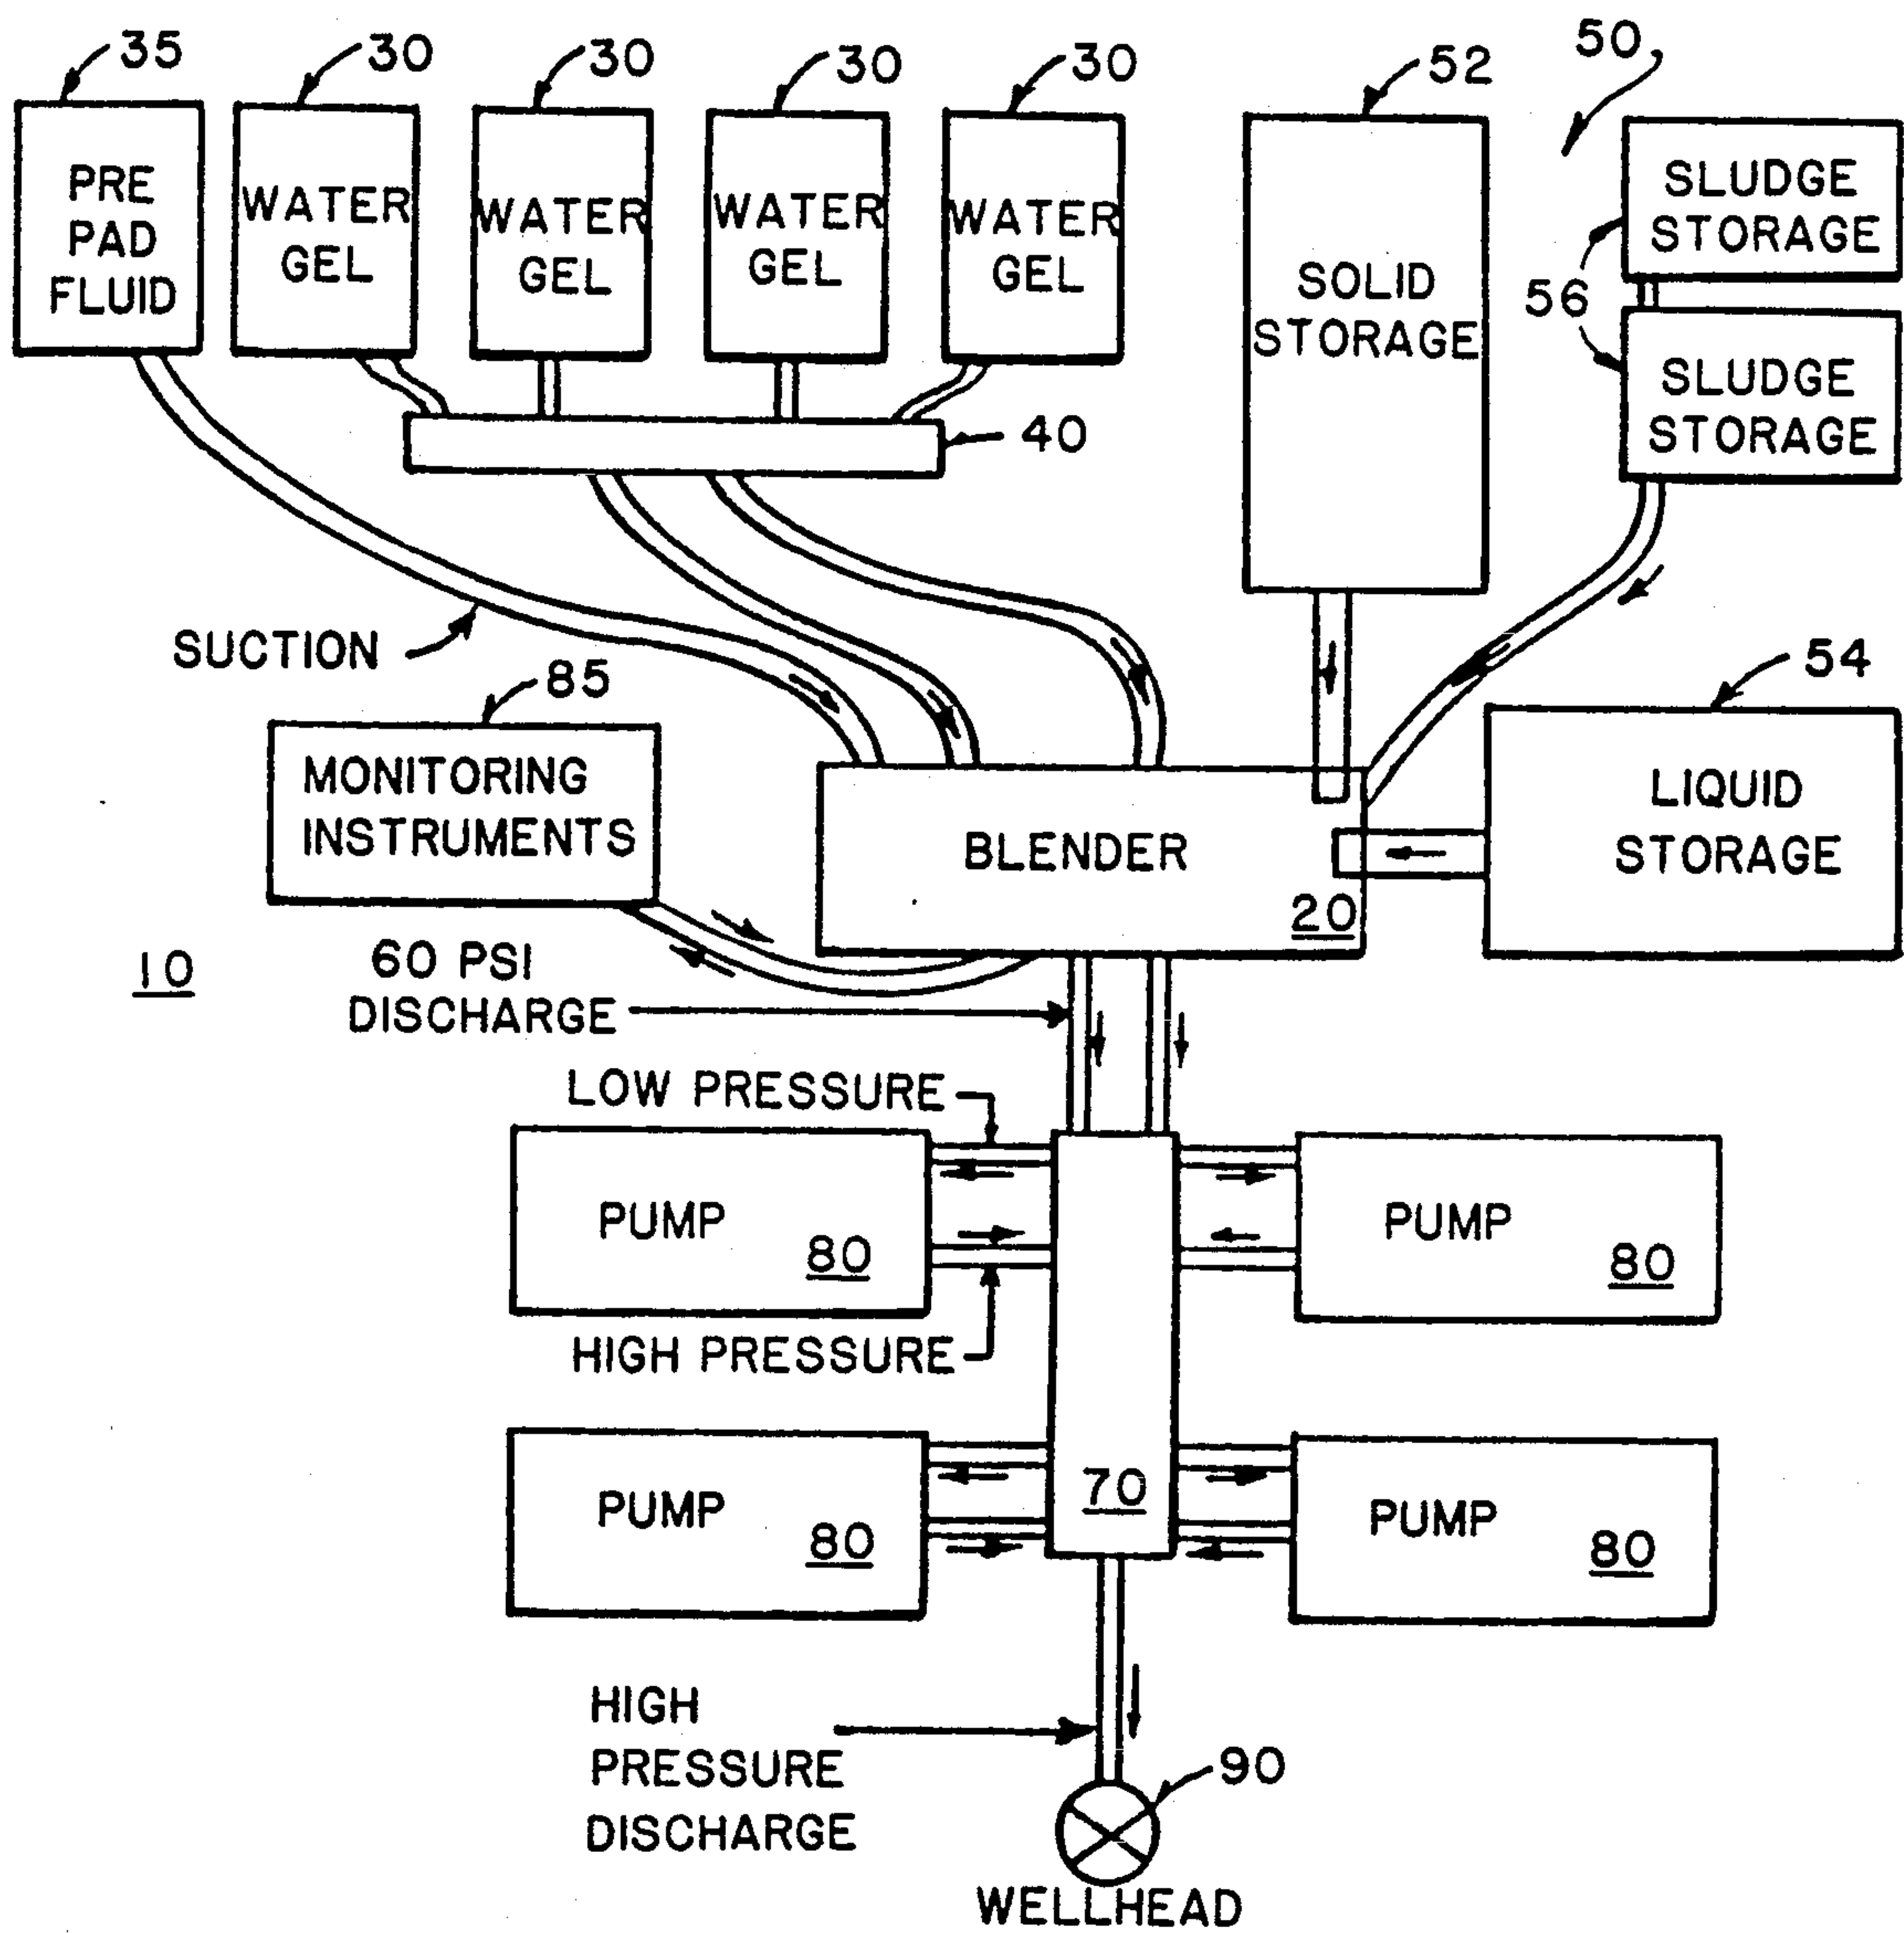 35
30
30
30
30
52
50
PRE
PAD
FLUID
WATER
GEL
WATER
GEL
WATER
GEL
WATER
GEL
SOLID
STORAGE
SLUDGE
STORAGE
56
SLUDGE
STORAGE
40
SUCTION
85
54
MONITORING
INSTRUMENTS
BLENDER
20
LIQUID
STORAGE
10
60 PSI
DISCHARGE
LOW PRESSURE
PUMP
80
PUMP
80
HIGH PRESSURE
PUMP
80
70
PUMP
80
HIGH
PRESSURE
DISCHARGE
90
WELLHEAD